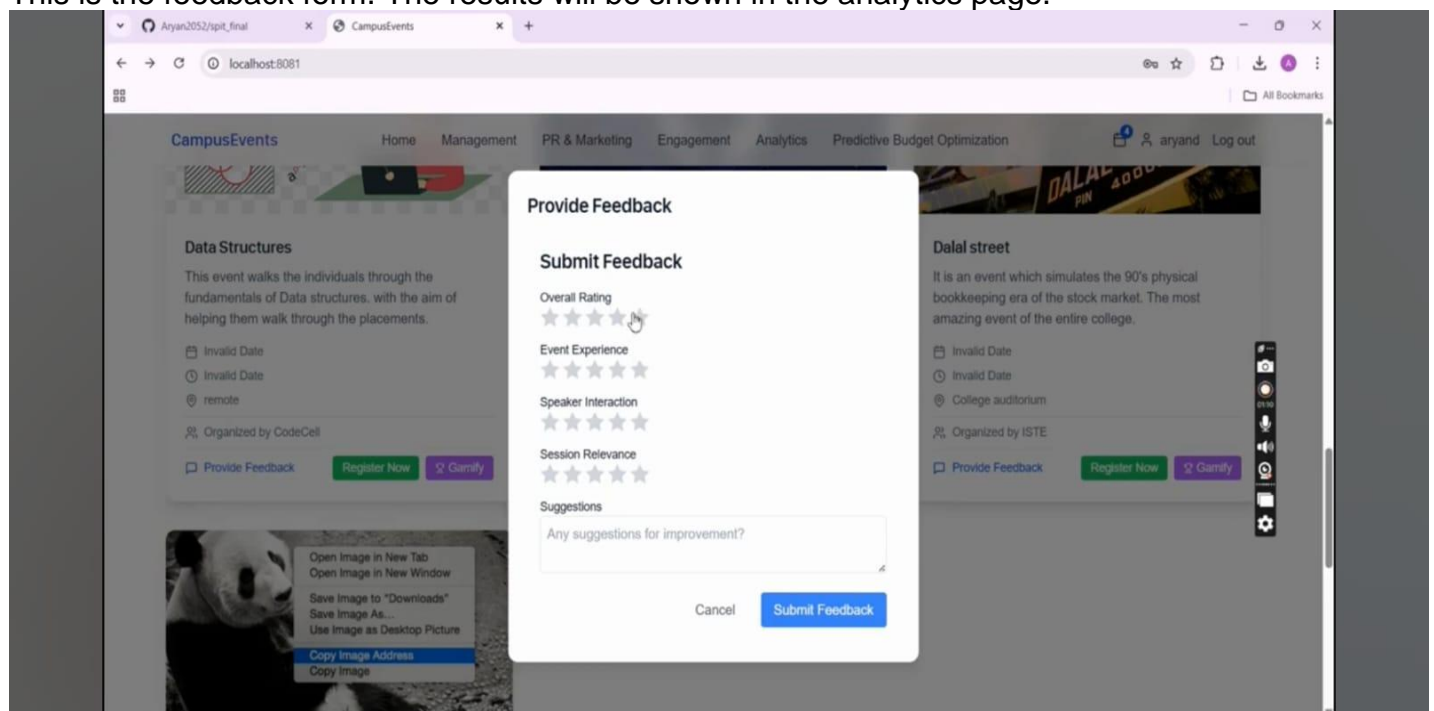 This is the feedback form. The results will be shown in the analytics page.
Aryan2052/spit_final
CampusEvents
localhost:8081
All Bookmarks
CampusEvents
Home
Management
PR & Marketing
Engagement
Analytics
Predictive Budget Optimization
4
aryand
Log out
Data Structures
This event walks the individuals through the
fundamentals of Data structures. with the aim of
helping them walk through the placements.
Invalid Date
Invalid Date
remote
Organized by CodeCell
Provide Feedback
Register Now
Gamify
Provide Feedback
Submit Feedback
Overall Rating
Event Experience
Speaker Interaction
Session Relevance
Suggestions
Any suggestions for improvement?
Cancel
Submit Feedback
DALAL
PIN
Dalal street
It is an event which simulates the 90's physical
bookkeeping era of the stock market. The most
amazing event of the entire college.
Invalid Date
Invalid Date
College auditorium
Organized by ISTE
Provide Feedback
Register Now
Gamify
01:10
Open Image in New Tab
Open Image in New Window
Save Image to "Downloads"
Save Image As...
Use Image as Desktop Picture
Copy Image Address
Copy Image